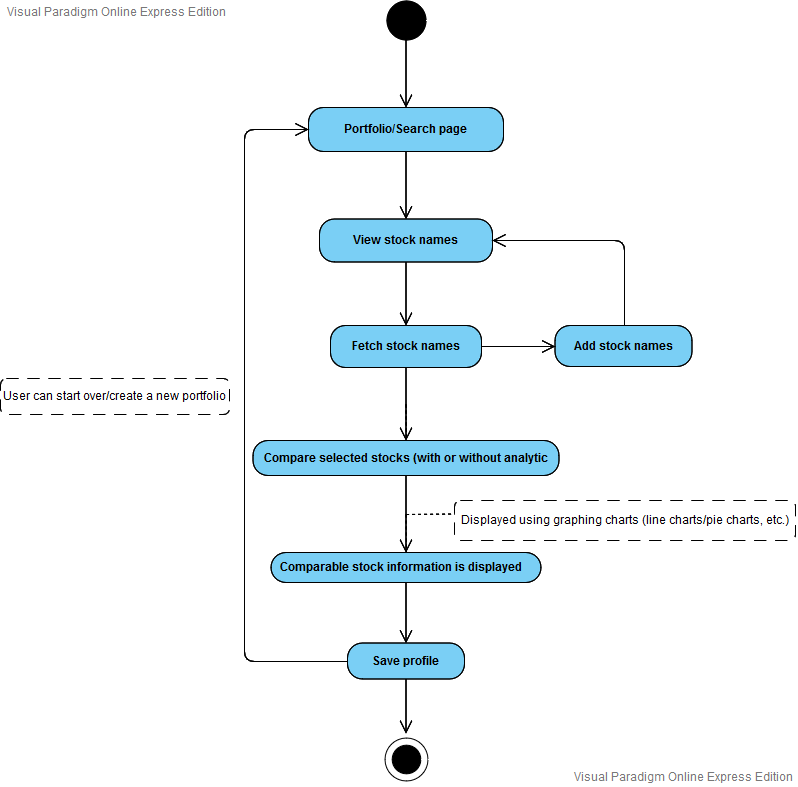 Visual Paradigm Online Express Edition
Portfolio/Search page
View stock names
Fetch stock names
Add stock names
User can start over/create a new portfolio
Compare selected stocks (with or without analytic
Displayed using graphing charts (line charts/pie charts, etc.)
Comparable stock information is displayed
Save profile
Visual Paradigm Online Express Edition